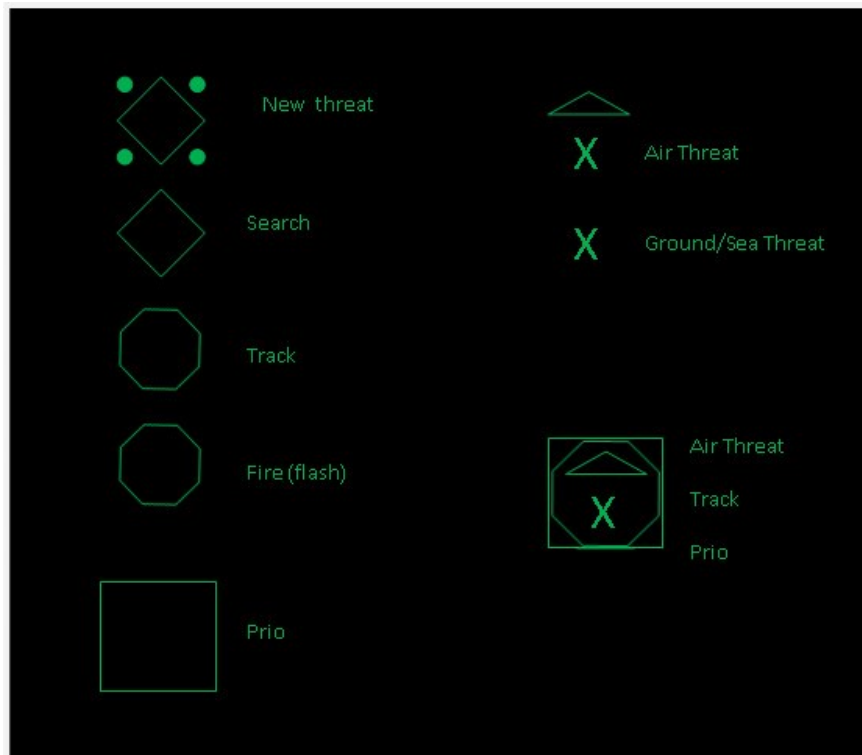 New threat
Search
Track
Fire (flash)
Prio
X
Air Threat
X
Ground/Sea Threat
X
Air Threat
Track
Prio